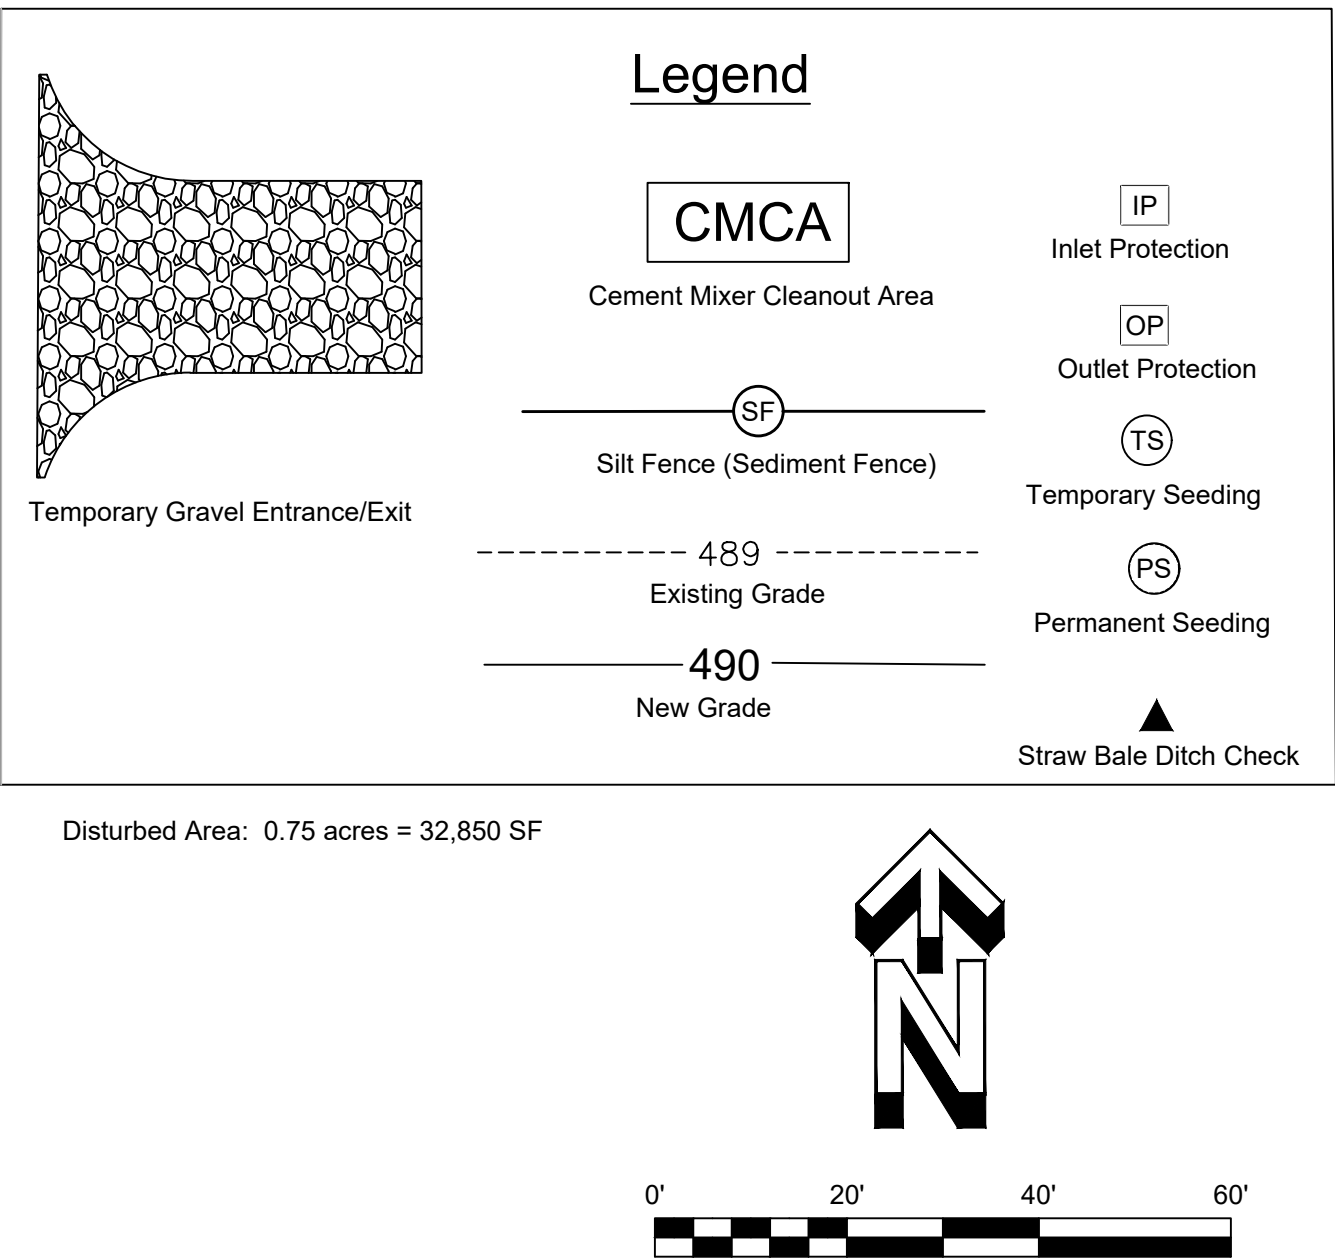 Legend
Temporary Gravel Entrance/Exit
CMCA
Cement Mixer Cleanout Area
SF
Silt Fence (Sediment Fence)
489
Existing Grade
490
New Grade
IP
Inlet Protection
OP
Outlet Protection
TS
Temporary Seeding
PS
Permanent Seeding
Straw Bale Ditch Check
Disturbed Area: 0.75 acres = 32,850 SF
N
0' 20' 40' 60'